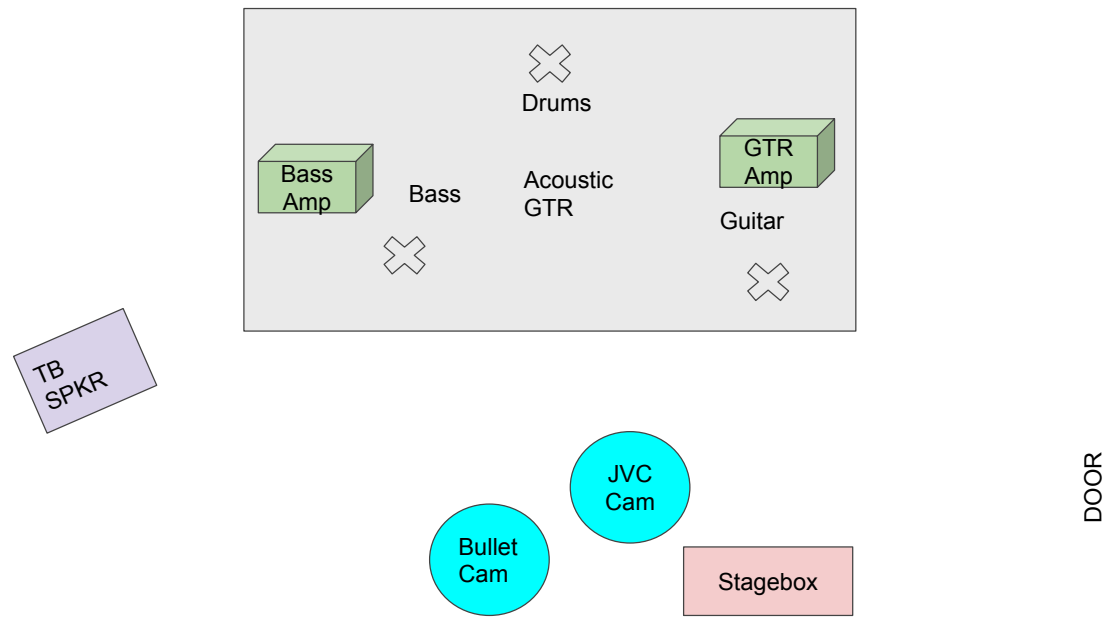 Drums
GTR
Amp
Bass
Amp
Bass
Acoustic
GTR
Guitar
TB
SPKR
JVC
Cam
DOOR
Bullet
Cam
Stagebox